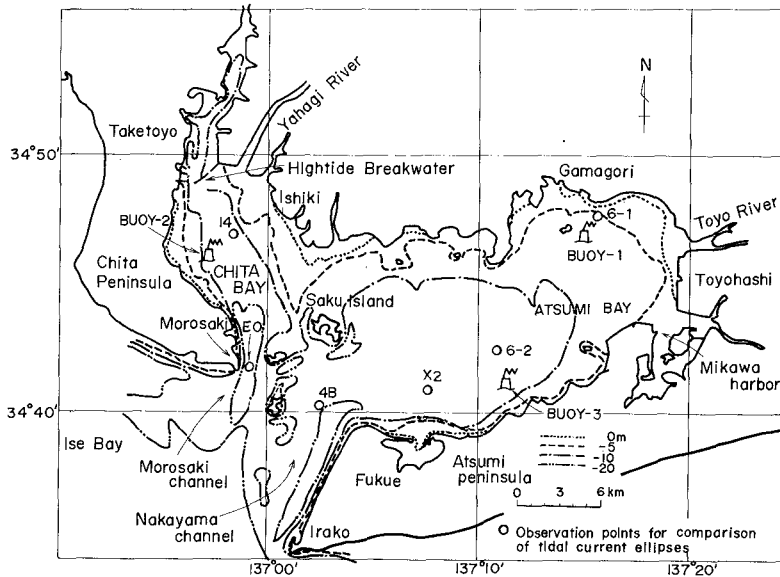 N
Yahagi River
Taketoyo
34°50'
Hightide Breakwater
Gamagori
Ishiki
6-1
Toyo River
BUOY-2
14
BUOY-1
Chita
Peninsula
CHITA
BAY
Toyohashi
Saku Island
ATSUMI BAY
Morosaki
EO
6-2
Mikawa
harbor
X2
4B
34°40'
BUOY-3
Ise Bay
0m
-5
-10
-20
Morosaki
channel
Fukue
Atsumi
peninsula
0 3 6 km
Nakayama
channel
Irako
Observation points for comparison
of tidal current ellipses
137°00'
137°10'
137°20'